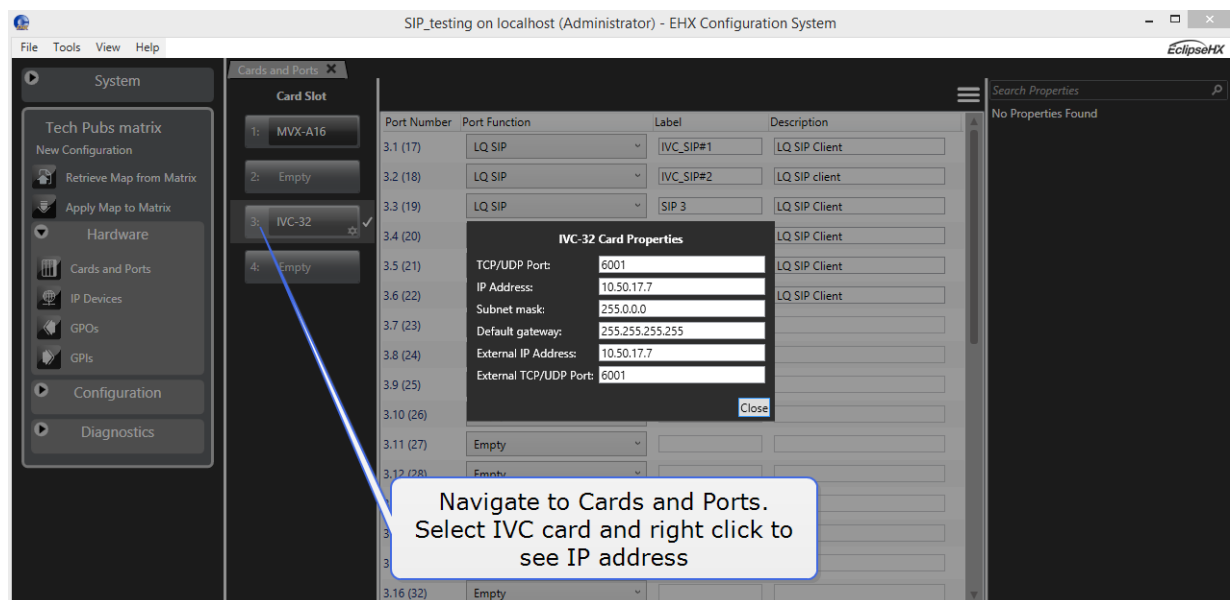 SIP_testing on localhost (Administrator) - EHX Configuration System
File Tools View Help
EclipseHX
System
Tech Pubs matrix
New Configuration
Retrieve Map from Matrix
Apply Map to Matrix
Hardware
Cards and Ports
IP Devices
GPOs
GPIs
Configuration
Diagnostics
Cards and Ports
Card Slot
1: MVX-A16
2: Empty
3: IVC-32
4: Empty
Port Number Port Function Label Description
3.1 (17) LQ SIP IVC_SIP#1 LQ SIP Client
3.2 (18) LQ SIP IVC_SIP#2 LQ SIP client
3.3 (19) LQ SIP SIP 3 LQ SIP Client
3.4 (20) LQ SIP Client
3.5 (21) LQ SIP Client
3.6 (22) LQ SIP Client
3.7 (23)
3.8 (24)
3.9 (25)
3.10 (26)
3.11 (27) Empty
3.12 (28) Empty
3.16 (32) Empty
IVC-32 Card Properties
TCP/UDP Port: 6001
IP Address: 10.50.17.7
Subnet mask: 255.0.0.0
Default gateway: 255.255.255.255
External IP Address: 10.50.17.7
External TCP/UDP Port: 6001
Close
Navigate to Cards and Ports.
Select IVC card and right click to
see IP address
Search Properties
No Properties Found